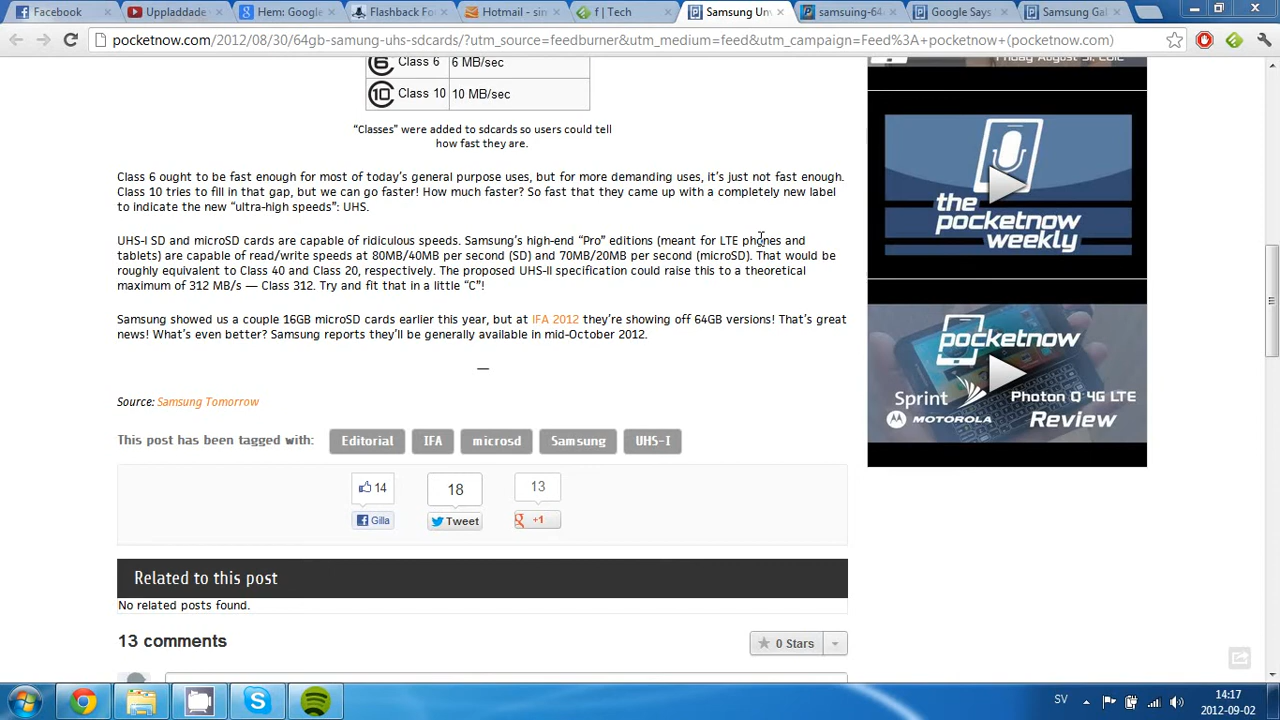 Facebook
Uppladdade
Hem: Google
Flashback Fo
Hotmail - sin
f | Tech
Samsung Un
samsuing-64
Google Says
Samsung Gal
pocketnow.com/2012/08/30/64gb-samung-uhs-sdcards/?utm_source=feedburner&utm_medium=feed&utm_campaign=Feed%3A+pocketnow+(pocketnow.com)
6 Class 6 6 MB/sec
10 Class 10 10 MB/sec
“Classes” were added to sdcards so users could tell
how fast they are.
Class 6 ought to be fast enough for most of today’s general purpose uses, but for more demanding uses, it’s just not fast enough.
Class 10 tries to fill in that gap, but we can go faster! How much faster? So fast that they came up with a completely new label
to indicate the new “ultra-high speeds”: UHS.
UHS-I SD and microSD cards are capable of ridiculous speeds. Samsung’s high-end “Pro” editions (meant for LTE phones and
tablets) are capable of read/write speeds at 80MB/40MB per second (SD) and 70MB/20MB per second (microSD). That would be
roughly equivalent to Class 40 and Class 20, respectively. The proposed UHS-II specification could raise this to a theoretical
maximum of 312 MB/s — Class 312. Try and fit that in a little “C”!
Samsung showed us a couple 16GB microSD cards earlier this year, but at IFA 2012 they’re showing off 64GB versions! That’s great
news! What’s even better? Samsung reports they’ll be generally available in mid-October 2012.
—
Source: Samsung Tomorrow
This post has been tagged with: Editorial IFA microsd Samsung UHS-I
14
18
13
Gilla
Tweet
+1
Related to this post
No related posts found.
13 comments
0 Stars
the
pocketnow
weekly
pocketnow
Sprint
MOTOROLA
Photon Q 4G LTE
Review
SV
14:17
2012-09-02